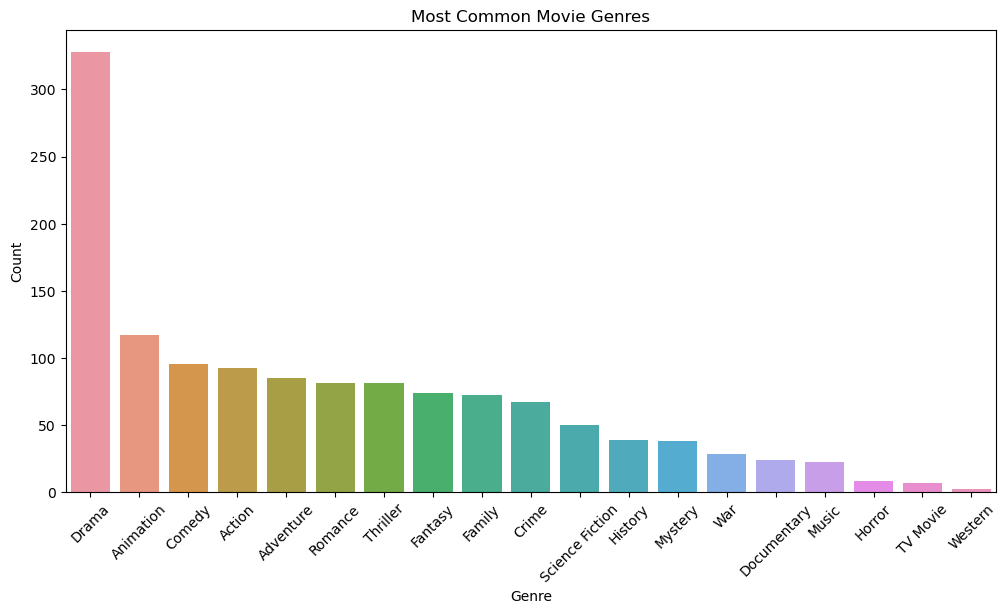 Most Common Movie Genres
Count
300
250
200
150
100
50
0
Drama
Animation
Comedy
Action
Adventure
Romance
Thriller
Fantasy
Family
Crime
Science Fiction
History
Mystery
War
Documentary
Music
Horror
TV Movie
Western
Genre